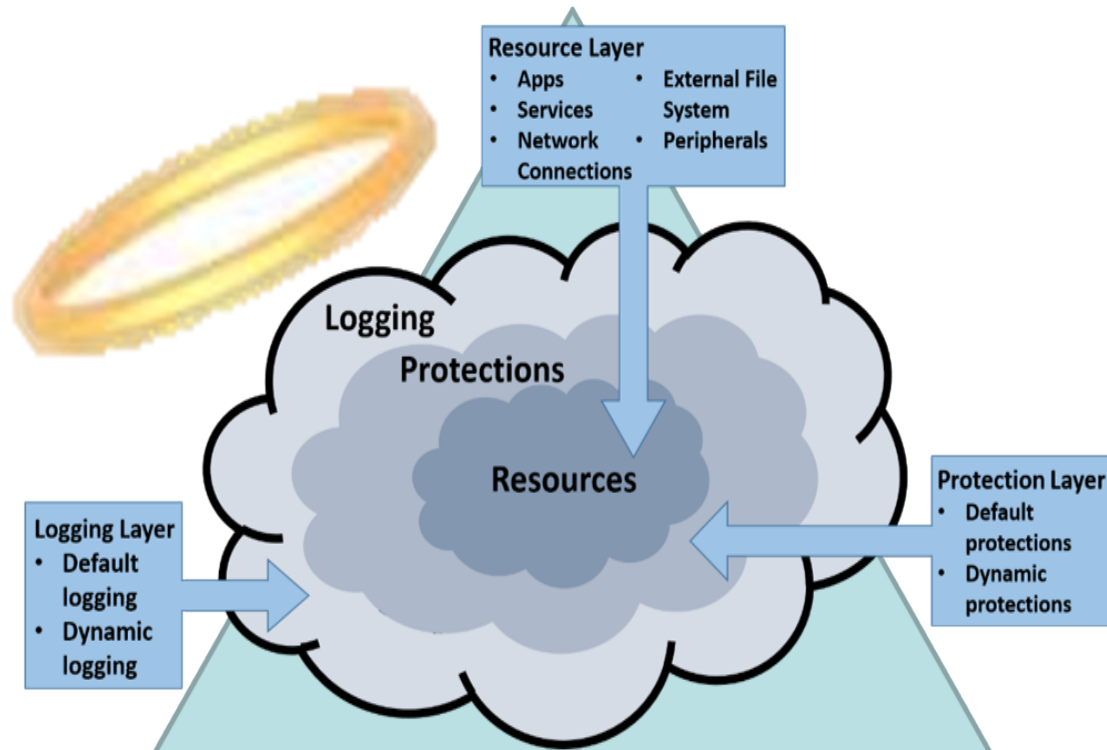 Resource Layer
• Apps
• Services
• Network
Connections
• External File
System
• Peripherals
Logging
Protections
Resources
Logging Layer
• Default
logging
• Dynamic
logging
Protection Layer
• Default
protections
• Dynamic
protections